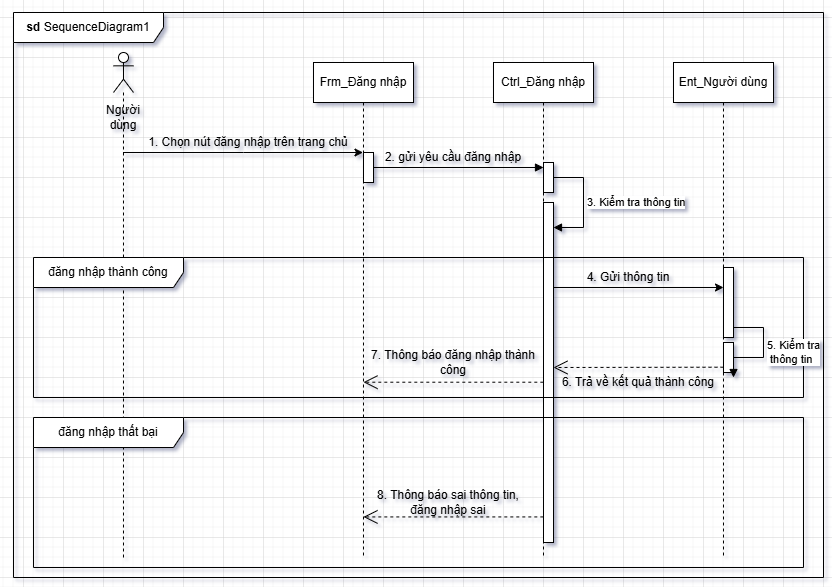 sd SequenceDiagram1
Người
dùng
Frm_Đăng nhập
Ctrl_Đăng nhập
Ent_Người dùng
1. Chọn nút đăng nhập trên trang chủ
2. gửi yêu cầu đăng nhập
3. Kiểm tra thông tin
đăng nhập thành công
4. Gửi thông tin
5. Kiểm tra
thông tin
7. Thông báo đăng nhập thành
công
6. Trả về kết quả thành công
đăng nhập thất bại
8. Thông báo sai thông tin,
đăng nhập sai